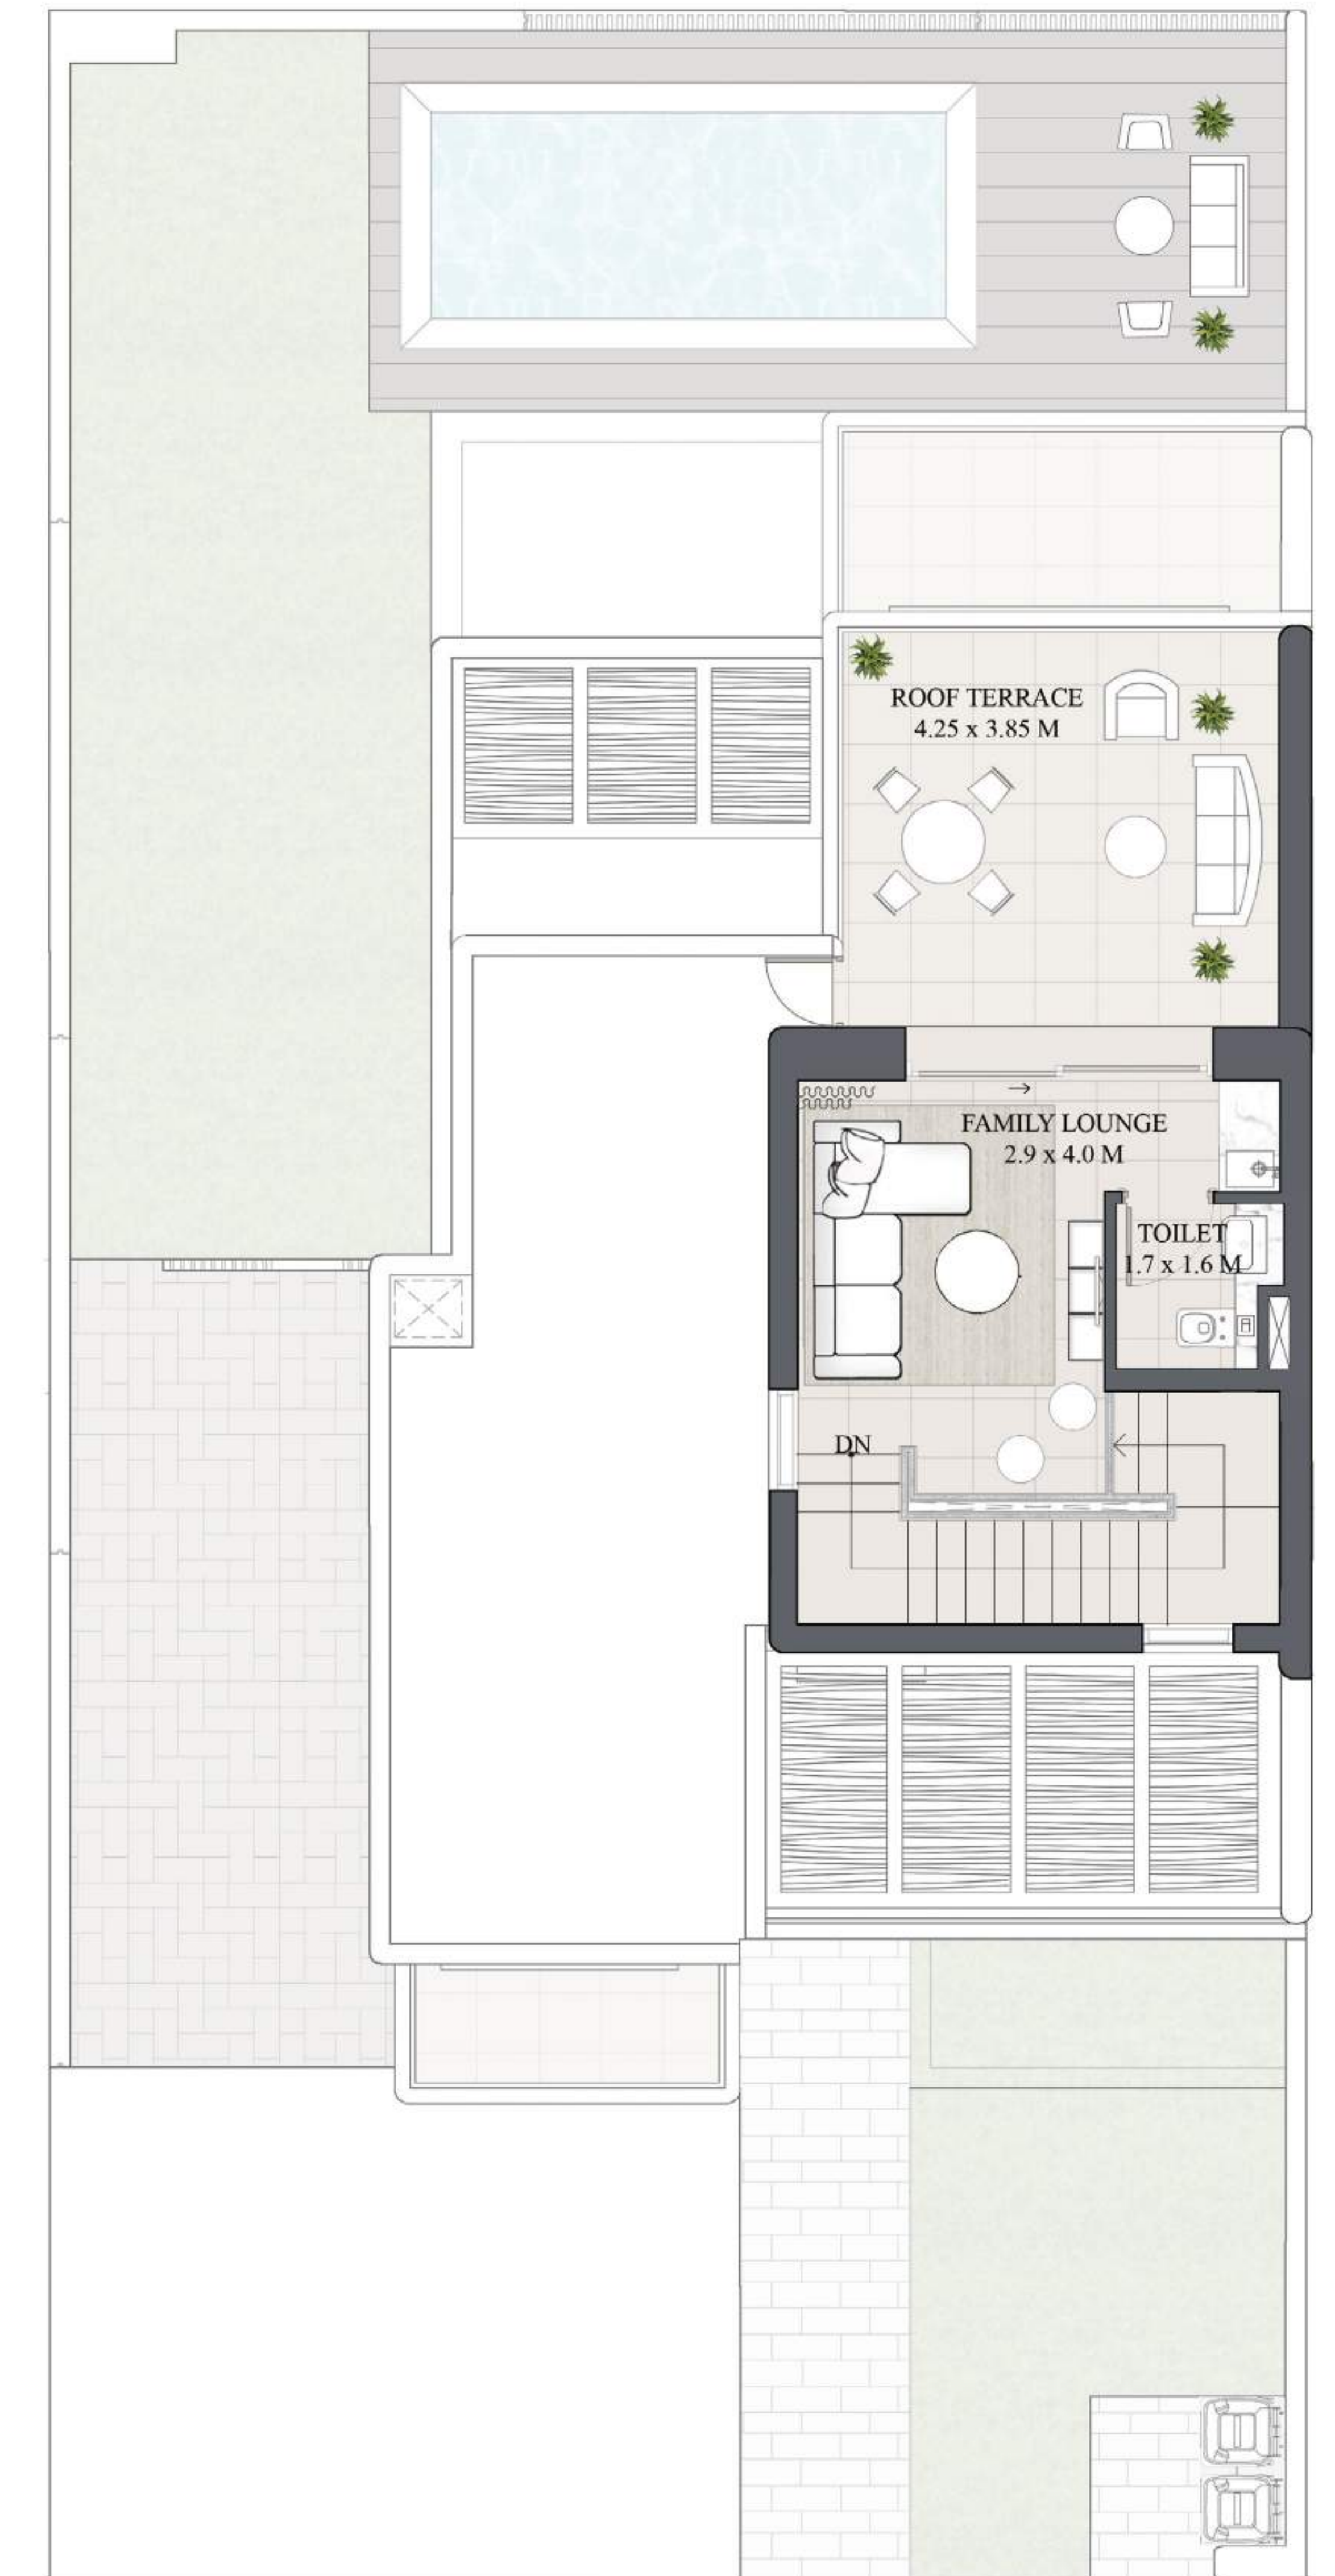 ROOF TERRACE
4.25 x 3.85 M
FAMILY LOUNGE
2.9 x 4.0 M
TOILET
1.7 x 1.6 M
DN